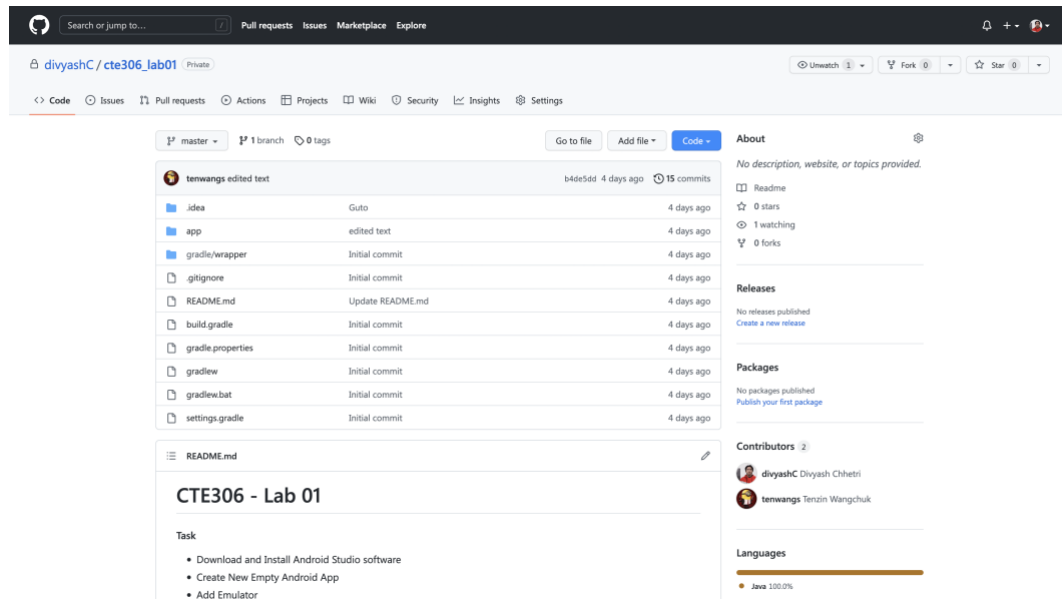 Search or jump to... /
Pull requests Issues Marketplace Explore
divyashC / cte306_lab01 Private
Unwatch 1 Fork 0 Star 0
Code Issues Pull requests Actions Projects Wiki Security Insights Settings
master 1 branch 0 tags Go to file Add file Code
tenwangs edited text b4de5dd 4 days ago 15 commits
.idea Guto 4 days ago
app edited text 4 days ago
gradle/wrapper Initial commit 4 days ago
.gitignore Initial commit 4 days ago
README.md Update README.md 4 days ago
build.gradle Initial commit 4 days ago
gradle.properties Initial commit 4 days ago
gradlew Initial commit 4 days ago
gradlew.bat Initial commit 4 days ago
settings.gradle Initial commit 4 days ago
README.md
CTE306 - Lab 01
Task
• Download and Install Android Studio software
• Create New Empty Android App
• Add Emulator
About
No description, website, or topics provided.
Readme
0 stars
1 watching
0 forks
Releases
No releases published
Create a new release
Packages
No packages published
Publish your first package
Contributors 2
divyashC Divyash Chhetri
tenwangs Tenzin Wangchuk
Languages
Java 100.0%